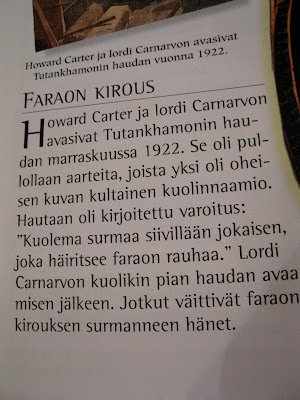 Howard Carter ja lordi Carnarvon avasivat
Tutankhamonin haudan vuonna 1922.
FARAON KIROUS
Howard Carter ja lordi Carnarvon
avasivat Tutankhamonin hau-
dan marraskuussa 1922. Se oli pul-
lollaan aarteita, joista yksi oli ohei-
sen kuvan kultainen kuolinnaamio.
Hautaan oli kirjoitettu varoitus:
"Kuolema surmaa siivillään jokaisen,
joka häiritsee faraon rauhaa." Lordi
Carnarvon kuolikin pian haudan avaa
misen jälkeen. Jotkut väittivät faraon
kirouksen surmanneen hänet.